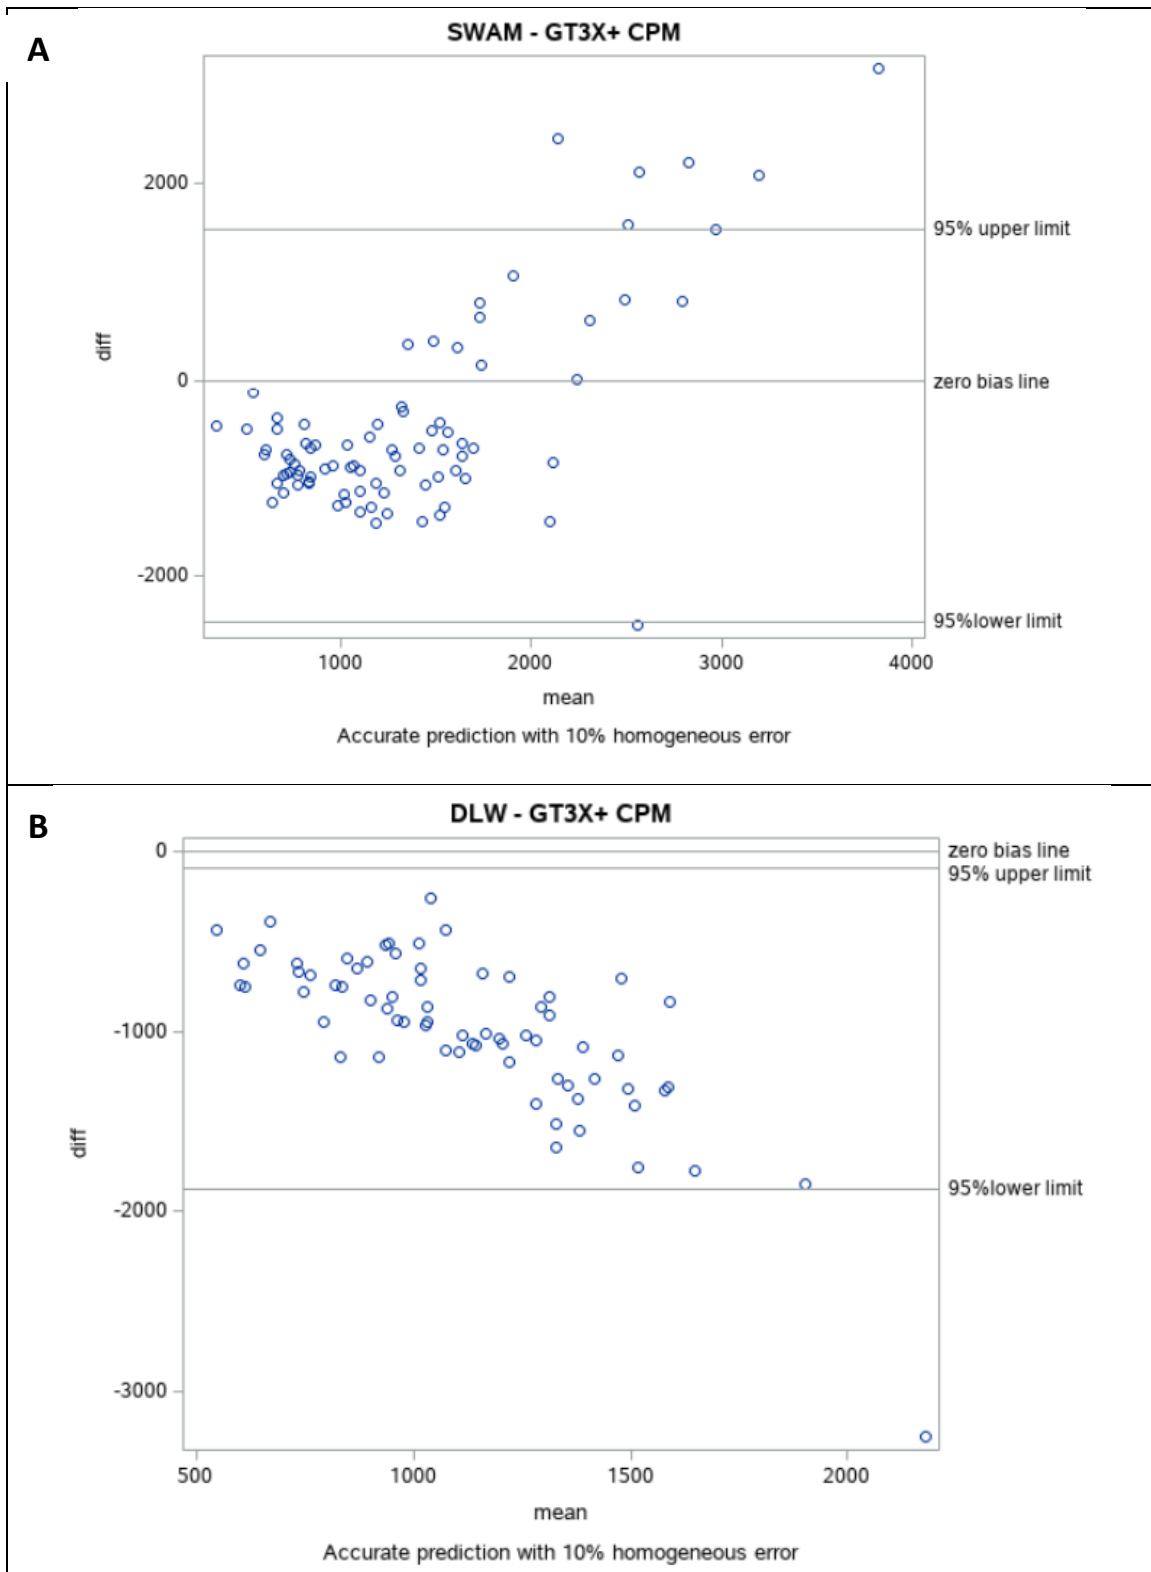 A
SWAM - GT3X+ CPM
2000
0
-2000
diff
95% upper limit
zero bias line
95%lower limit
1000 2000 3000 4000
mean
Accurate prediction with 10% homogeneous error
B
DLW - GT3X+ CPM
0
-1000
-2000
-3000
diff
zero bias line
95% upper limit
95%lower limit
500 1000 1500 2000
mean
Accurate prediction with 10% homogeneous error